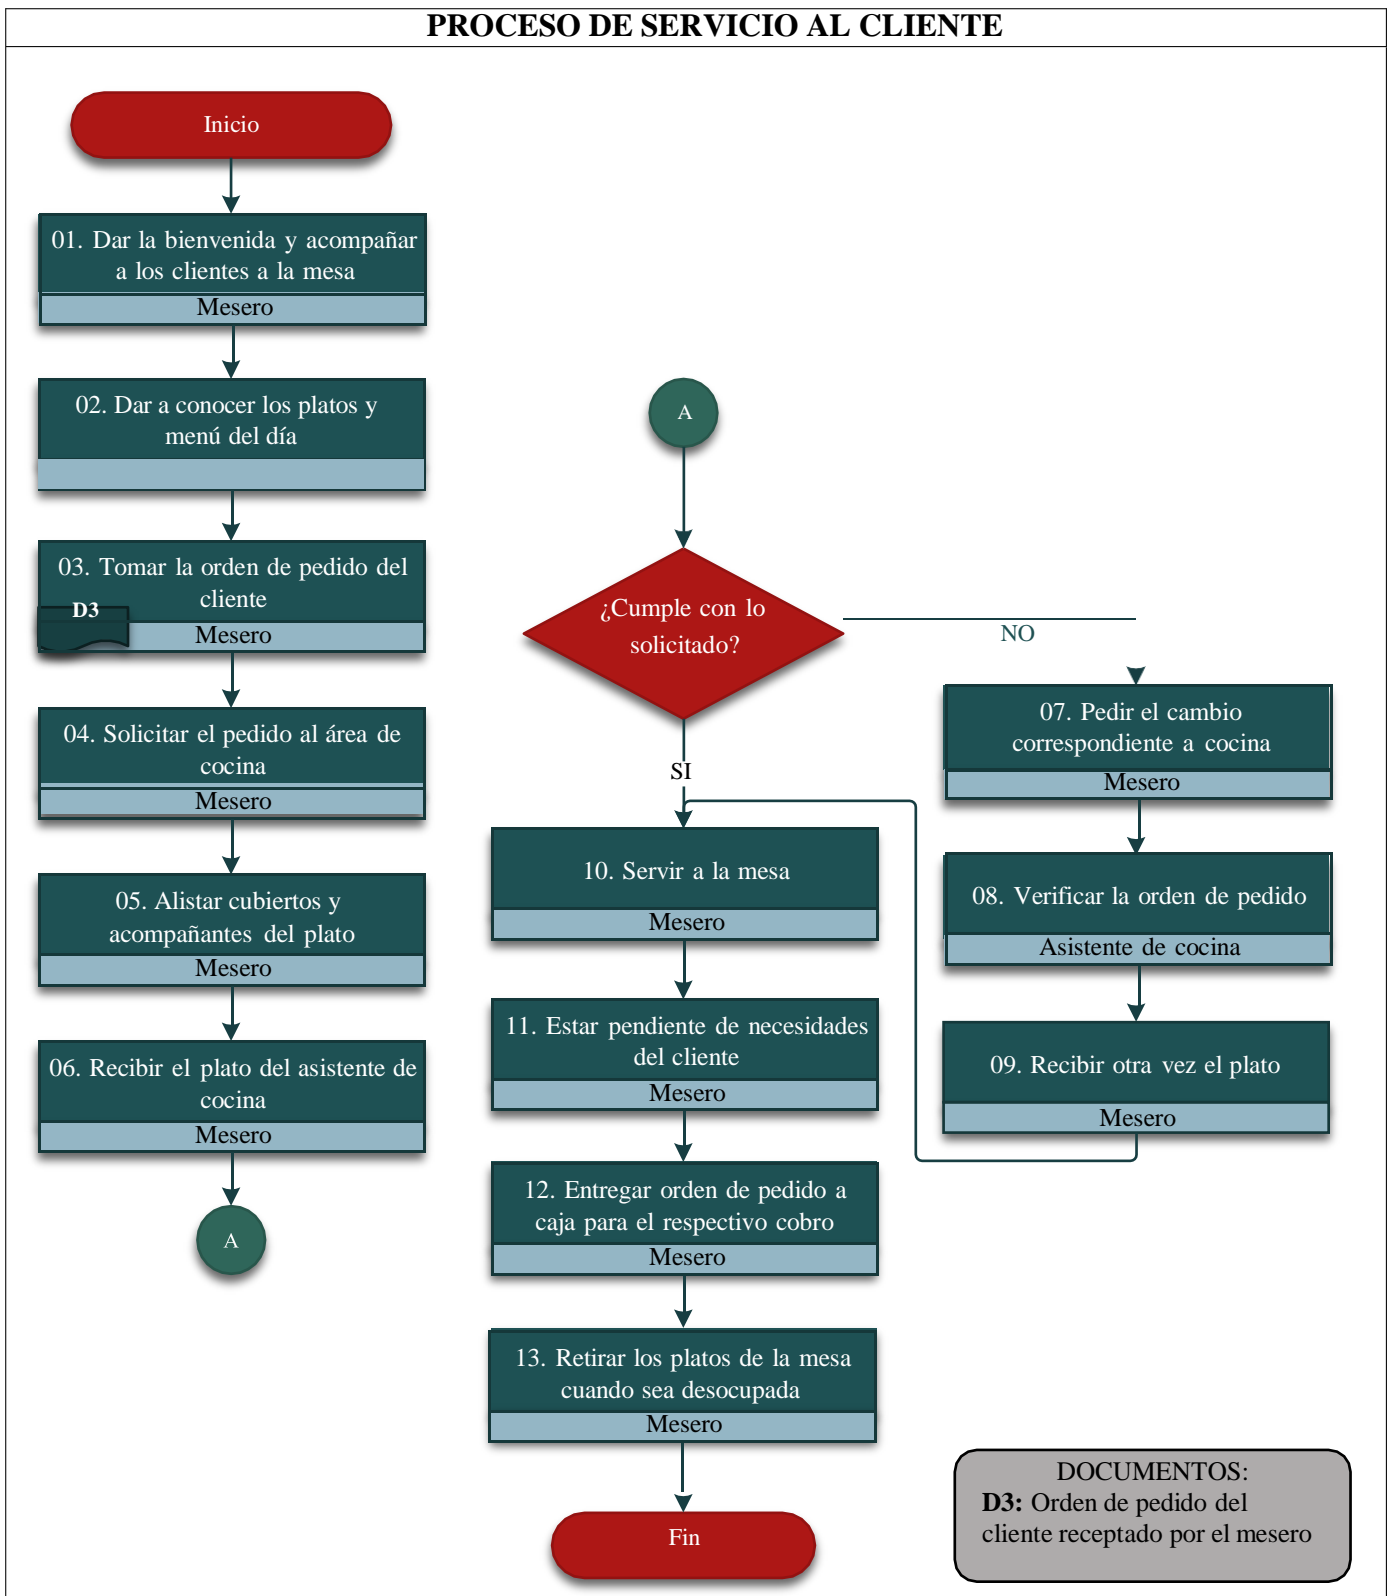 PROCESO DE SERVICIO AL CLIENTE
Inicio
01. Dar la bienvenida y acompañar
a los clientes a la mesa
Mesero
02. Dar a conocer los platos y
menú del día
03. Tomar la orden de pedido del
cliente
D3
Mesero
04. Solicitar el pedido al área de
cocina
Mesero
05. Alistar cubiertos y
acompañantes del plato
Mesero
06. Recibir el plato del asistente de
cocina
Mesero
A
A
¿Cumple con lo
solicitado?
NO
SI
07. Pedir el cambio
correspondiente a cocina
Mesero
08. Verificar la orden de pedido
Asistente de cocina
09. Recibir otra vez el plato
Mesero
10. Servir a la mesa
Mesero
11. Estar pendiente de necesidades
del cliente
Mesero
12. Entregar orden de pedido a
caja para el respectivo cobro
Mesero
13. Retirar los platos de la mesa
cuando sea desocupada
Mesero
Fin
DOCUMENTOS:
D3: Orden de pedido del
cliente receptado por el mesero